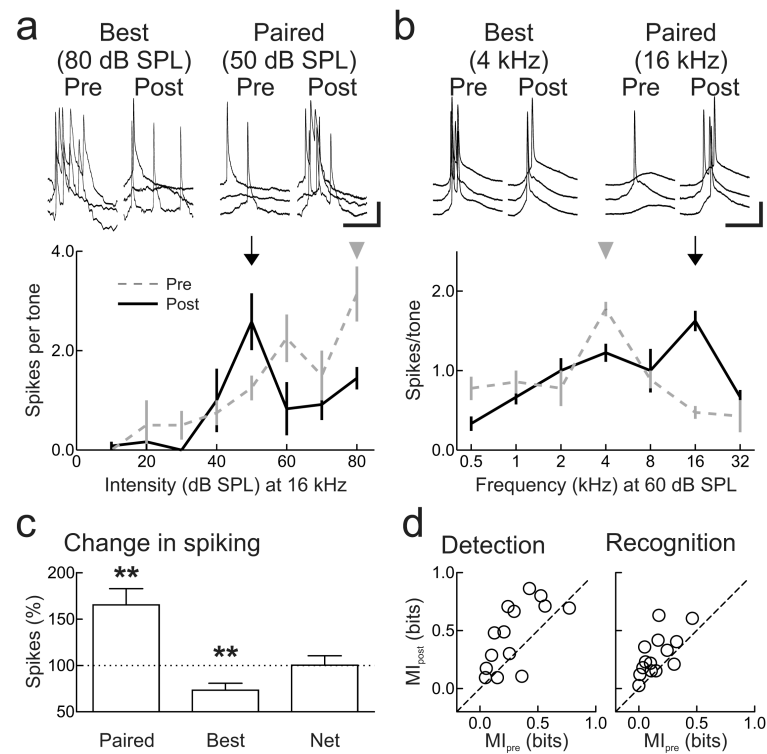 a
Best
(80 dB SPL)
Pre Post
Paired
(50 dB SPL)
Pre Post
4.0
2.0
0.0
Spikes per tone
Pre
Post
0 20 40 60 80
Intensity (dB SPL) at 16 kHz
b
Best
(4 kHz)
Pre Post
Paired
(16 kHz)
Pre Post
2.0
1.0
0.0
Spikes/tone
0.5 1 2 4 8 16 32
Frequency (kHz) at 60 dB SPL
c
Change in spiking
200
150
100
50
Spikes (%)
**
**
Paired Best Net
d
Detection
1.0
0.5
0.0
MIpost (bits)
0.0 0.5 1.0
MIpre (bits)
Recognition
0.0 0.5 1.0
MIpre (bits)